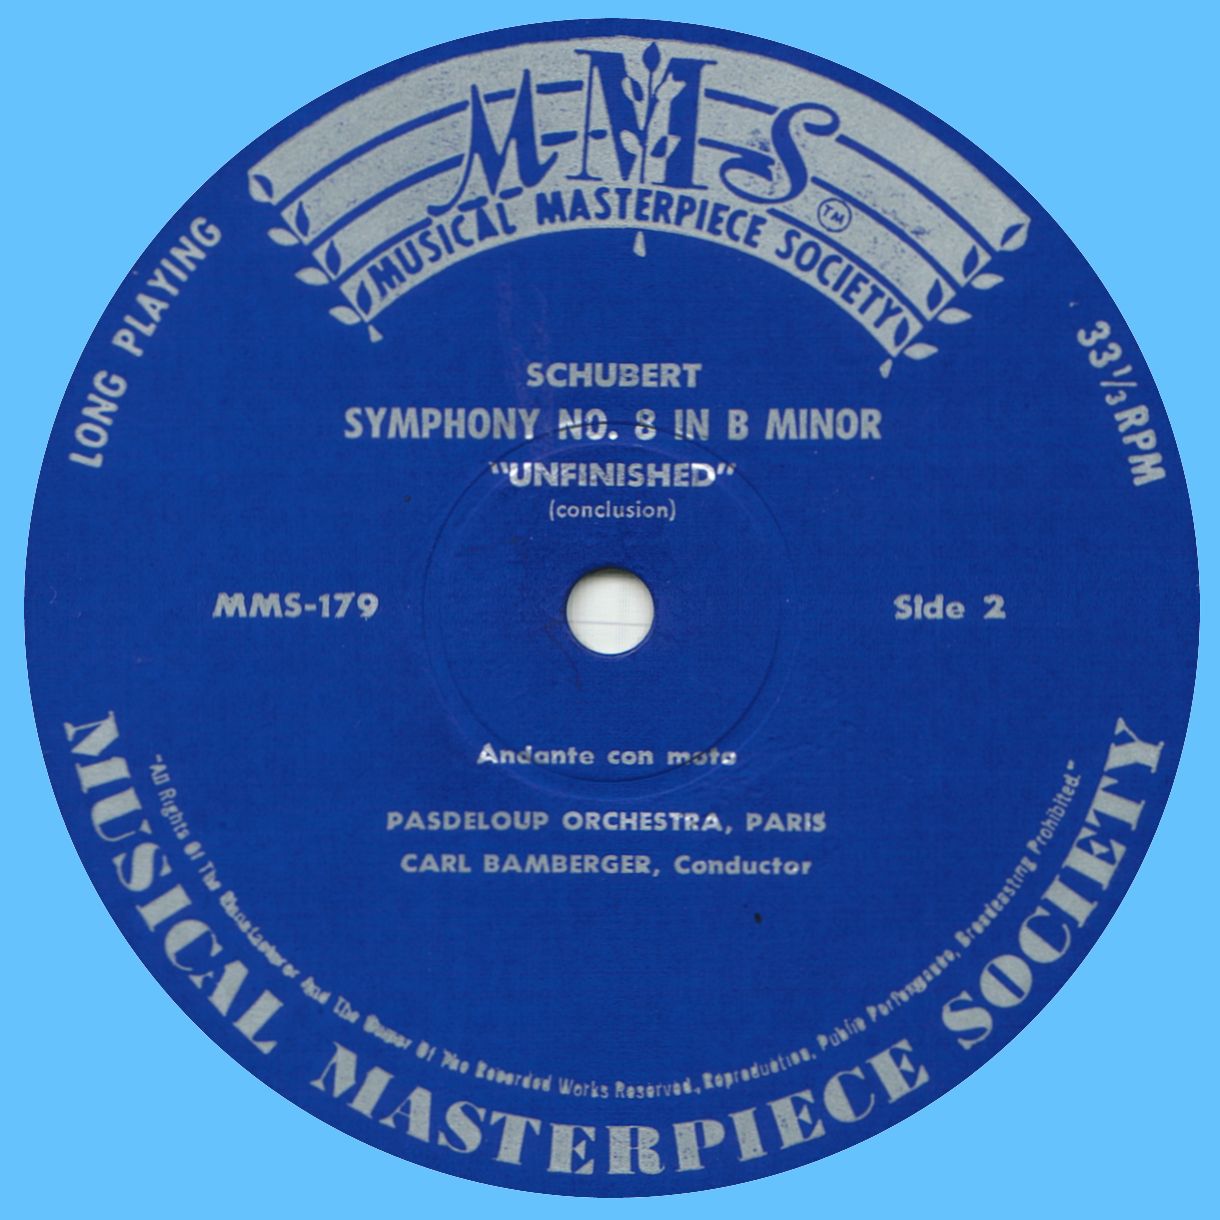 MMS
TM
MUSICAL MASTERPIECE SOCIETY
LONG PLAYING
33 1/3 RPM
SCHUBERT
SYMPHONY NO. 8 IN B MINOR
"UNFINISHED"
(conclusion)
MMS-179
Side 2
Andante con moto
PASDELOUP ORCHESTRA, PARIS
CARL BAMBERGER, Conductor
"All Rights Of The Manufacturer And The Owner Of The Recorded Works Reserved, Reproduction, Public Performance, Broadcasting Prohibited."
MUSICAL MASTERPIECE SOCIETY